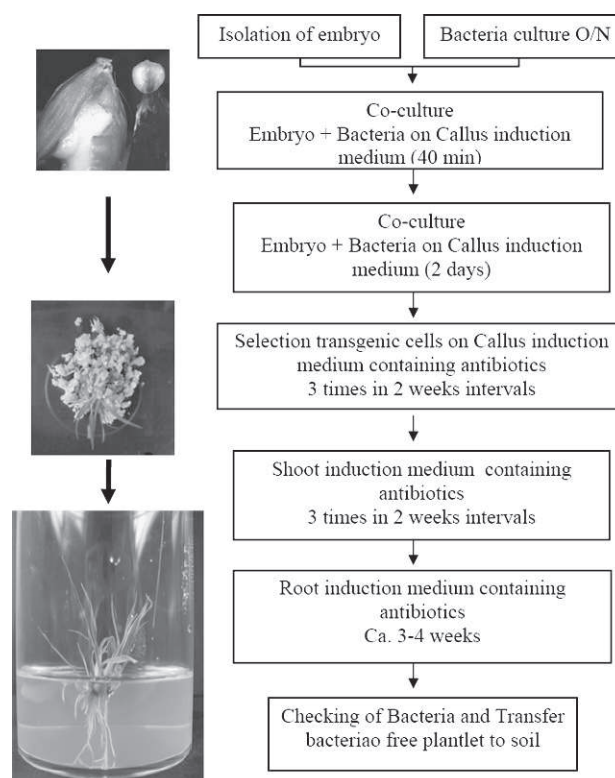 Isolation of embryo
Bacteria culture O/N
Co-culture
Embryo + Bacteria on Callus induction
medium (40 min)
Co-culture
Embryo + Bacteria on Callus induction
medium (2 days)
Selection transgenic cells on Callus induction
medium containing antibiotics
3 times in 2 weeks intervals
Shoot induction medium containing
antibiotics
3 times in 2 weeks intervals
Root induction medium containing
antibiotics
Ca. 3-4 weeks
Checking of Bacteria and Transfer
bacteriao free plantlet to soil